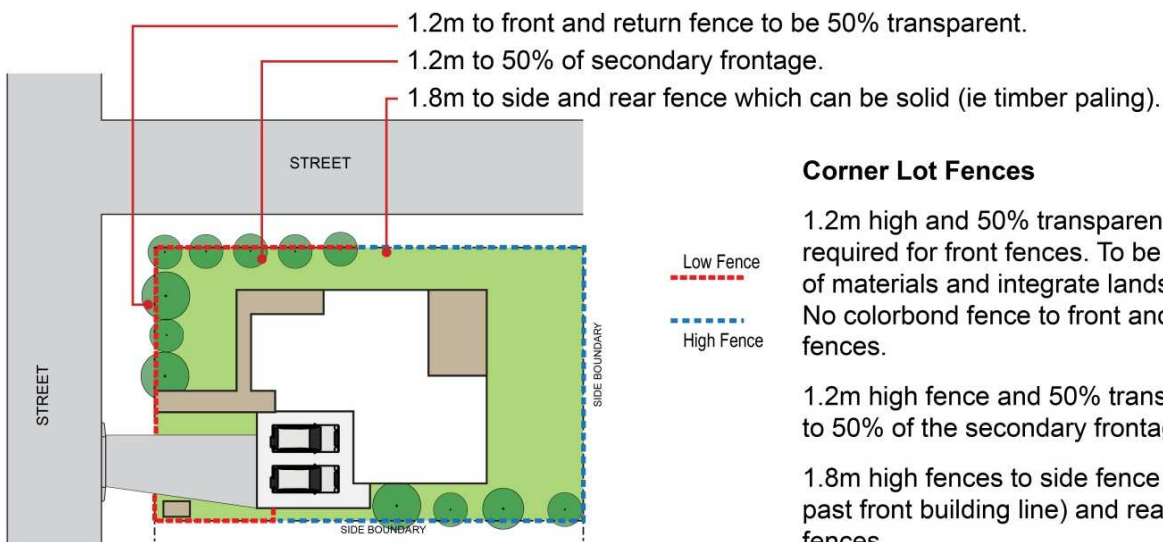 1.2m to front and return fence to be 50% transparent.
1.2m to 50% of secondary frontage.
1.8m to side and rear fence which can be solid (ie timber paling).
STREET
STREET
SIDE BOUNDARY
SIDE BOUNDARY
Low Fence
High Fence
Corner Lot Fences
1.2m high and 50% transparen
required for front fences. To be
of materials and integrate lands
No colorbond fence to front and
fences.
1.2m high fence and 50% trans
to 50% of the secondary fronta
1.8m high fences to side fence
past front building line) and rea
fences